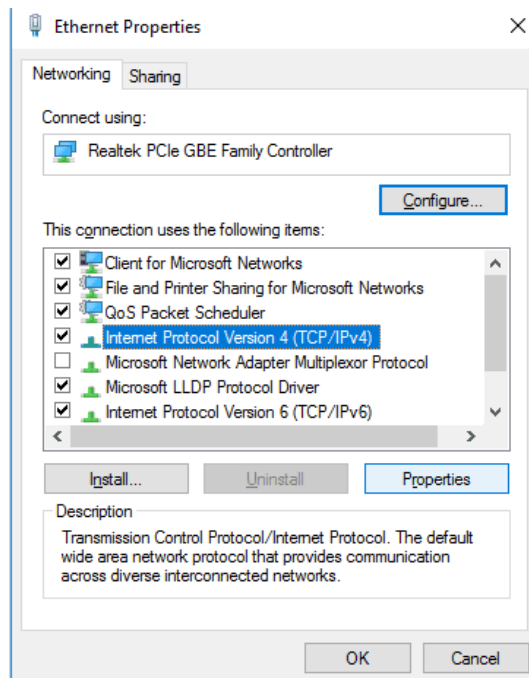 Ethernet Properties
Networking
Sharing
Connect using:
Realtek PCIe GBE Family Controller
Configure...
This connection uses the following items:
Client for Microsoft Networks
File and Printer Sharing for Microsoft Networks
QoS Packet Scheduler
Internet Protocol Version 4 (TCP/IPv4)
Microsoft Network Adapter Multiplexor Protocol
Microsoft LLDP Protocol Driver
Internet Protocol Version 6 (TCP/IPv6)
Install...
Uninstall
Properties
Description
Transmission Control Protocol/Internet Protocol. The default
wide area network protocol that provides communication
across diverse interconnected networks.
OK
Cancel